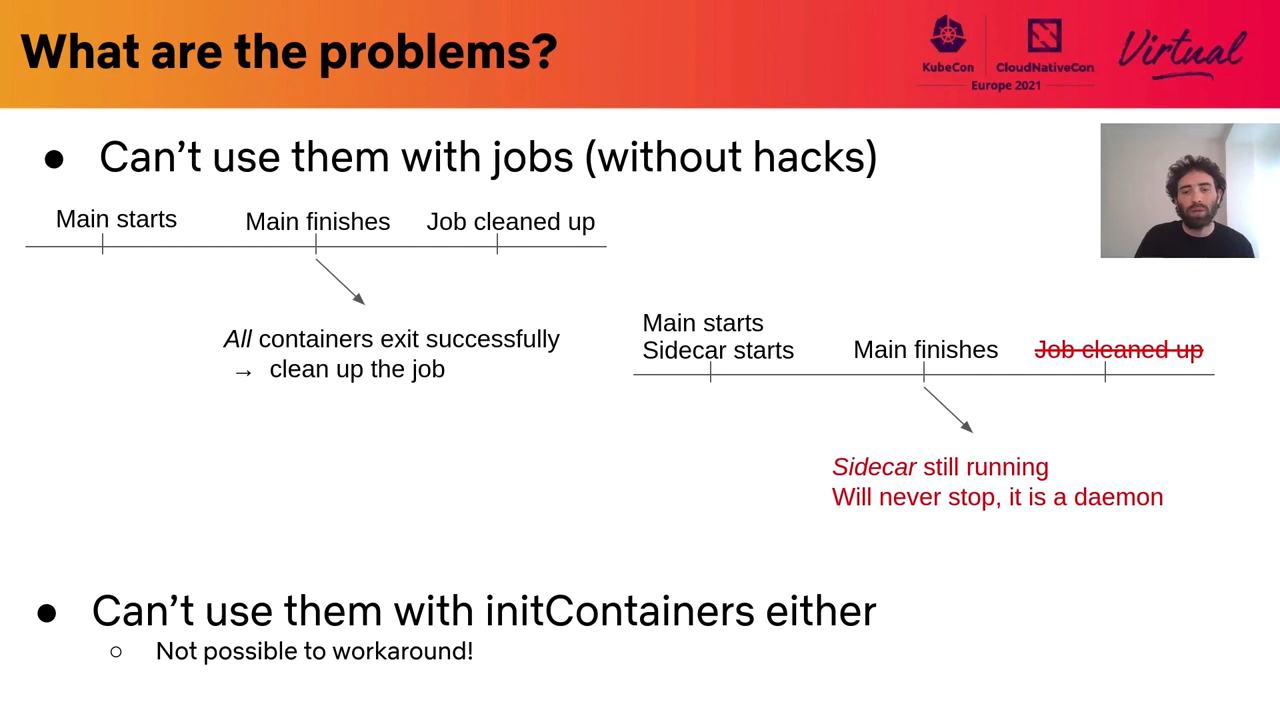 What are the problems?
KubeCon
CloudNativeCon
Europe 2021
Virtual
● Can’t use them with jobs (without hacks)
Main starts
Main finishes
Job cleaned up
All containers exit successfully
→ clean up the job
Main starts
Sidecar starts
Main finishes
Job cleaned up
Sidecar still running
Will never stop, it is a daemon
● Can’t use them with initContainers either
○ Not possible to workaround!